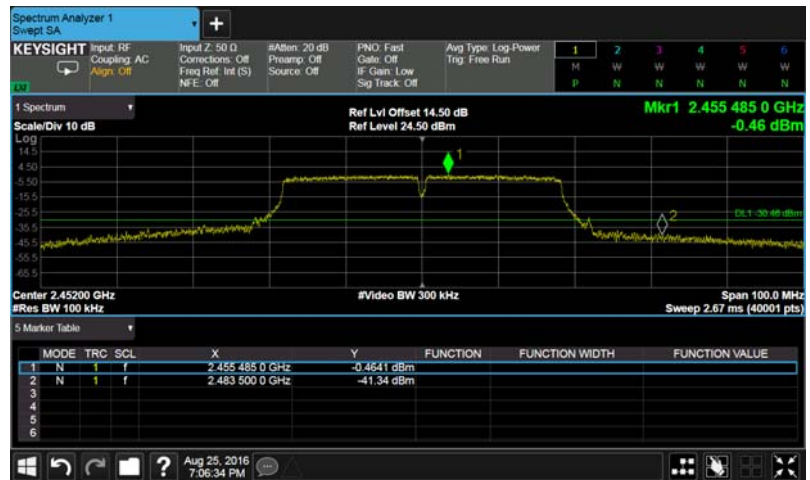 Spectrum Analyzer 1
Swept SA
+
KEYSIGHT Input: RF Input Z: 50 Ω #Atten: 20 dB PNO: Fast Avg Type: Log-Power 1 2 3 4 5 6
Coupling: AC Corrections: Off Preamp: Off Gate: Off Trig: Free Run M W W W W W
Align: Off Freq Ref: Int (S) Source: Off IF Gain: Low
NFE: Off Sig Track: Off P N N N N N
LXI
1 Spectrum Ref Lvl Offset 14.50 dB Mkr1 2.455 485 0 GHz
Scale/Div 10 dB Ref Level 24.50 dBm -0.46 dBm
Log
14.5
4.50
-5.50
-15.5
-25.5
-35.5
-45.5
-55.5
-65.5
1
2
DL1 -30.46 dBm
Center 2.45200 GHz #Video BW 300 kHz Span 100.0 MHz
#Res BW 100 kHz Sweep 2.67 ms (40001 pts)
5 Marker Table
MODE TRC SCL X Y FUNCTION FUNCTION WIDTH FUNCTION VALUE
1 N 1 f 2.455 485 0 GHz -0.4641 dBm
2 N 1 f 2.483 500 0 GHz -41.34 dBm
3
4
5
6
? Aug 25, 2016
7:06:34 PM